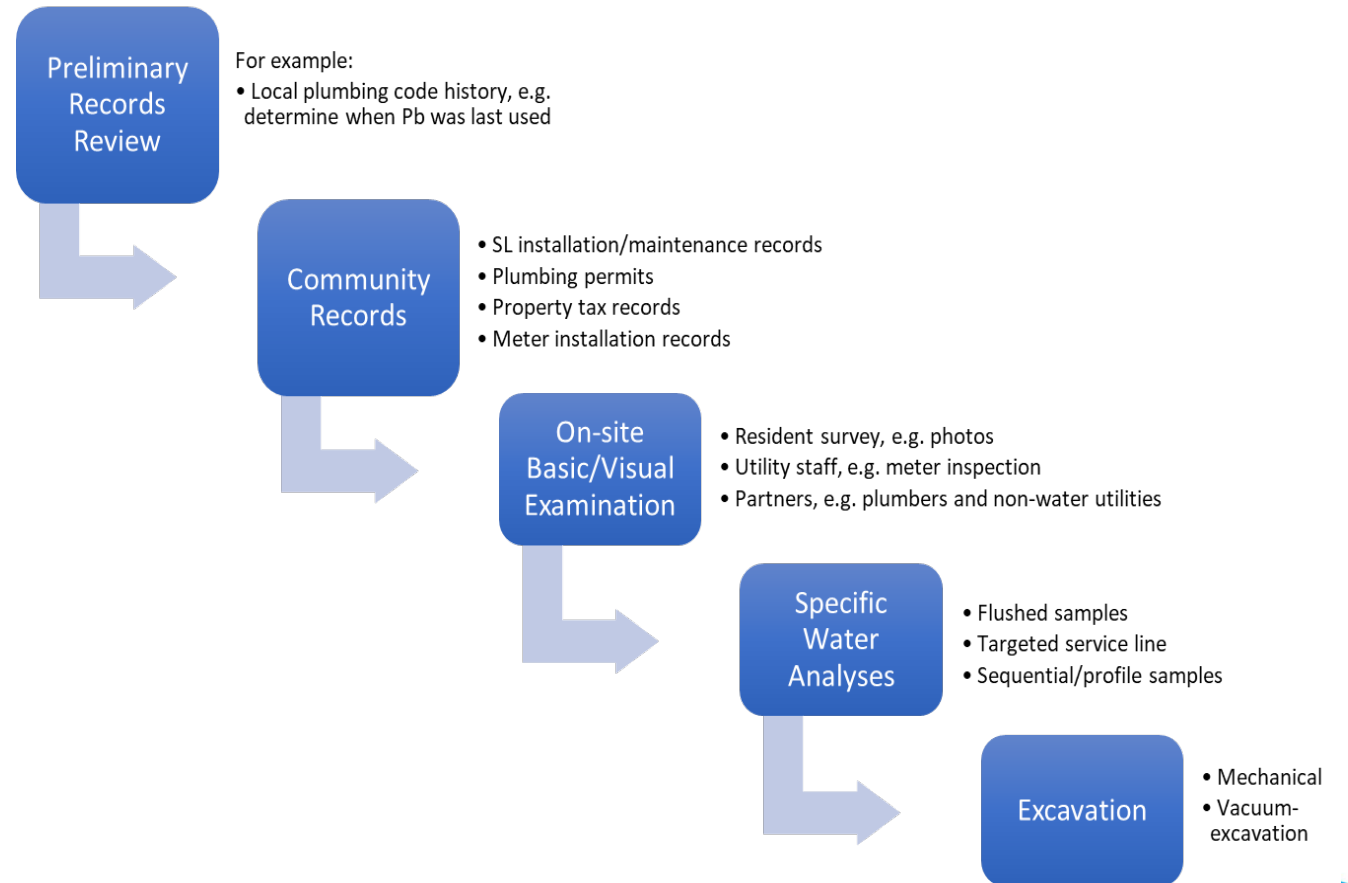 Preliminary
Records
Review
For example:
• Local plumbing code history, e.g.
determine when Pb was last used
Community
Records
• SL installation/maintenance records
• Plumbing permits
• Property tax records
• Meter installation records
On-site
Basic/Visual
Examination
• Resident survey, e.g. photos
• Utility staff, e.g. meter inspection
• Partners, e.g. plumbers and non-water utilities
Specific
Water
Analyses
• Flushed samples
• Targeted service line
• Sequential/profile samples
Excavation
• Mechanical
• Vacuum-
excavation